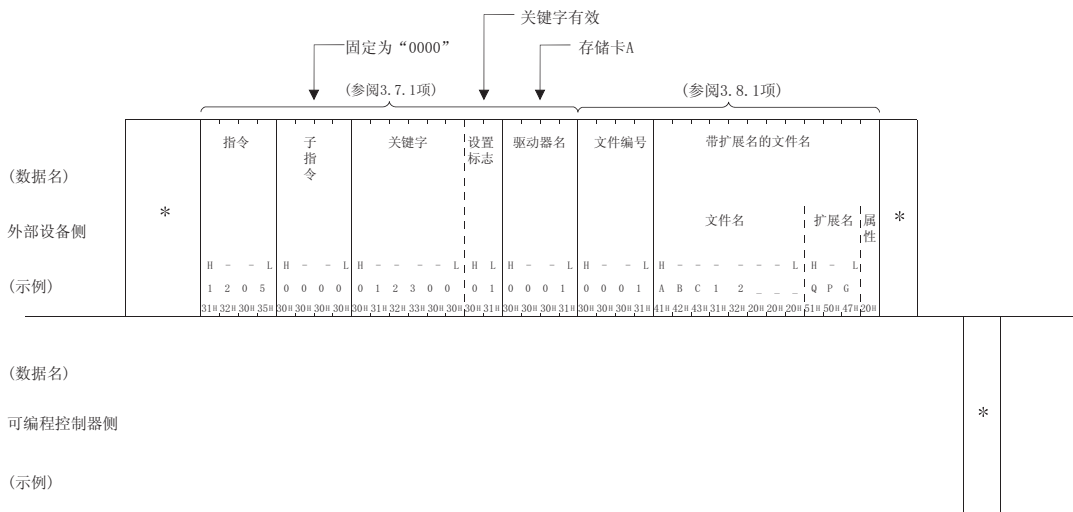 关键字有效
固定为“0000”
存储卡A
(参阅3.7.1项)
(参阅3.8.1项)
指令 子指令 关键字 设置标志 驱动器名 文件编号 带扩展名的文件名
(数据名)
* 文件名 扩展名 属性 *
外部设备侧
H - - L H - - L H - - - - L H L H - - L H - - L H - - - - - - L H - L
(示例)
1 2 0 5 0 0 0 0 0 1 2 3 0 0 0 1 0 0 0 1 0 0 0 1 A B C 1 2 _ _ _ Q P G
31H 32H 30H 35H 30H 30H 30H 30H 30H 31H 32H 33H 30H 30H 30H 31H 30H 30H 30H 31H 30H 30H 30H 31H 41H 42H 43H 31H 32H 20H 20H 20H 51H 50H 47H 20H
(数据名)
*
可编程控制器侧
(示例)